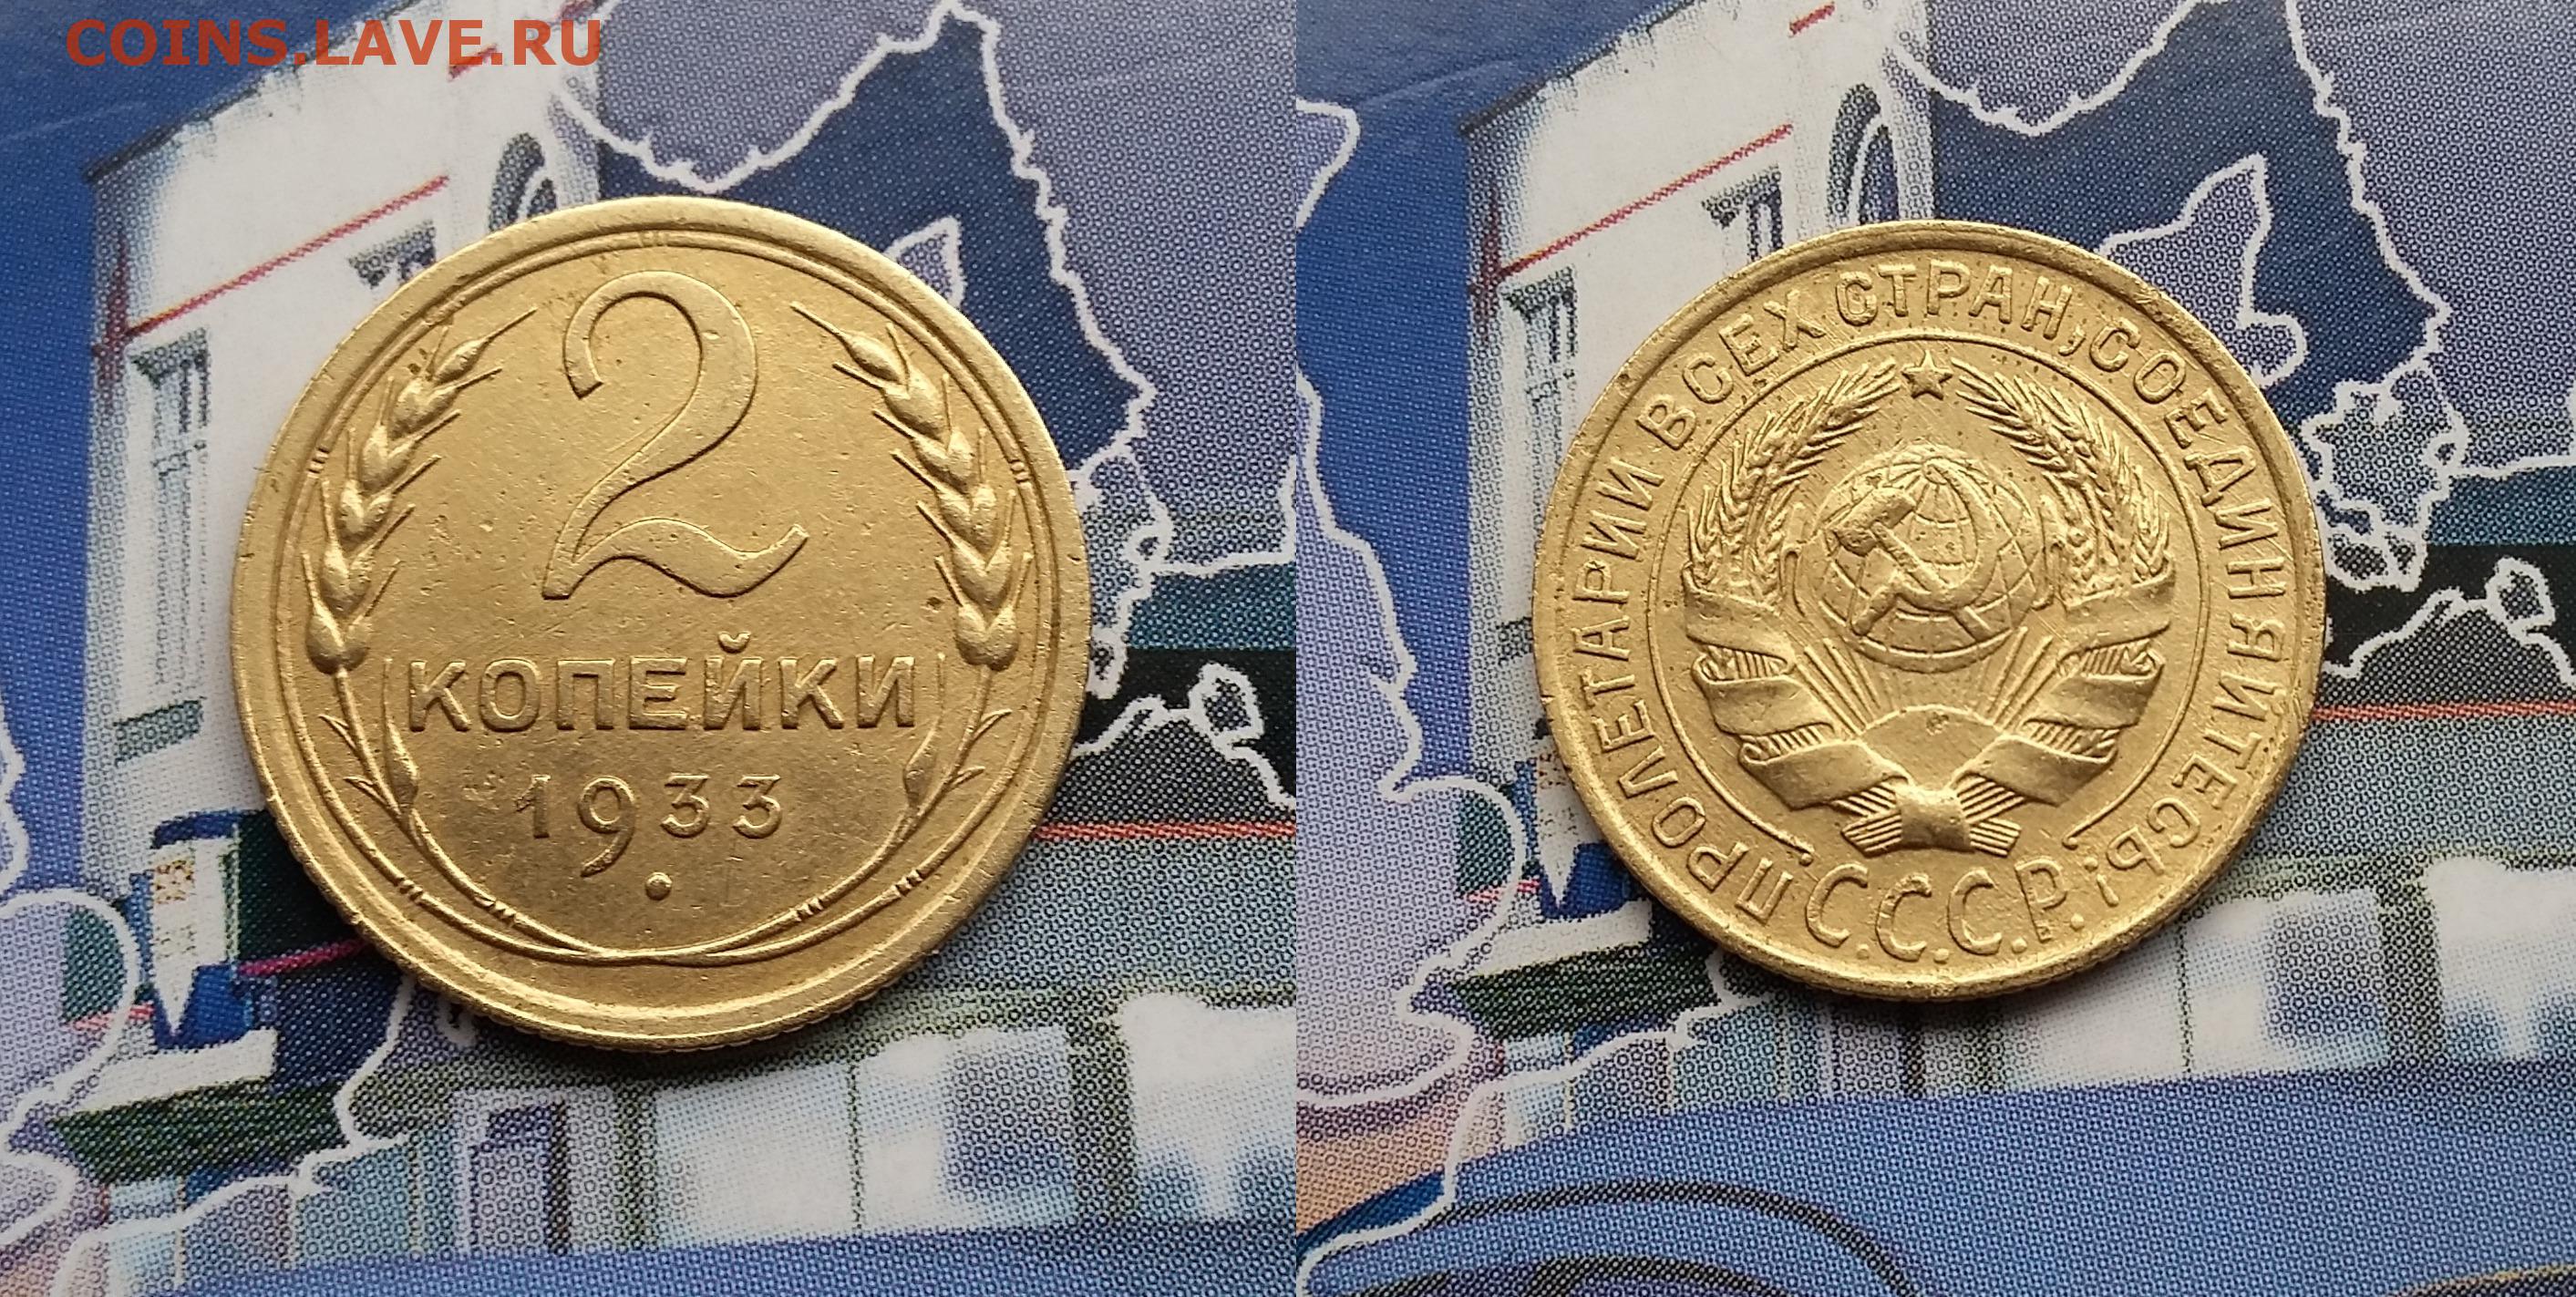 COINS.LAVE.RU
2
КОПЕЙКИ
1933
ПРОЛЕТАРИИ ВСЕХ СТРАН, СОЕДИНЯЙТЕСЬ!
С.С.С.Р.